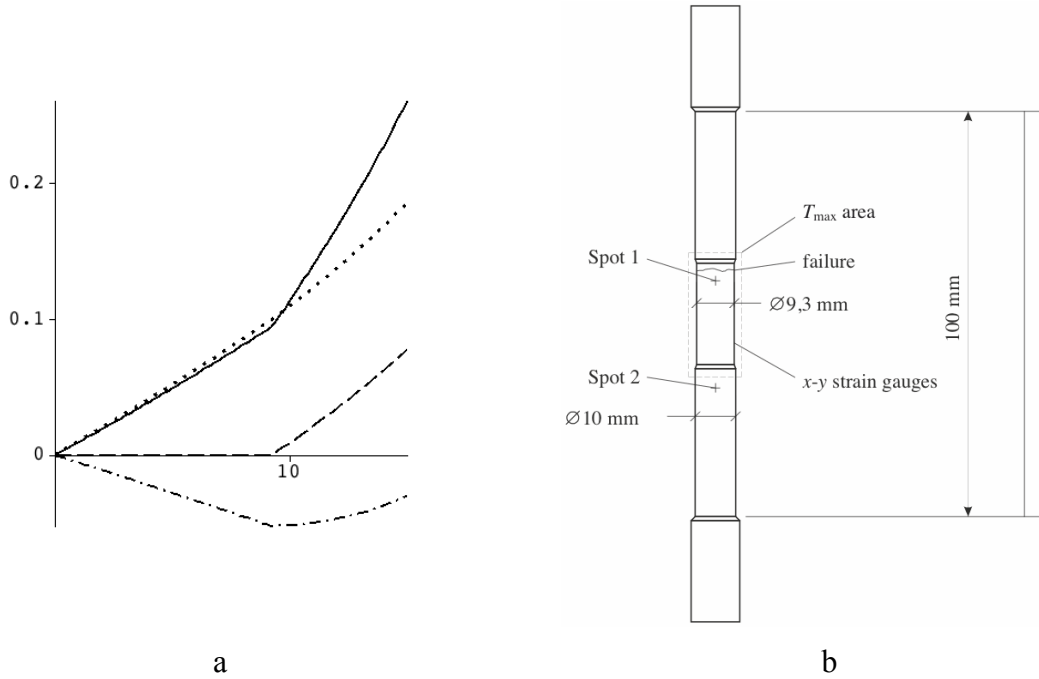 0.2
0.1
0
10
a
T_max area
Spot 1
failure
∅9,3 mm
100 mm
Spot 2
x-y strain gauges
∅10 mm
b